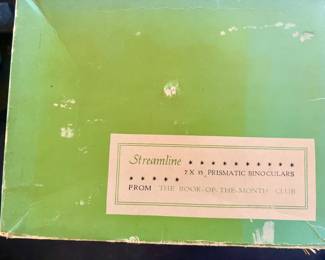 Streamline * * * * * * * * * *
7 X 35 PRISMATIC BINOCULARS
* * * * *
FROM THE BOOK-OF-THE-MONTH CLUB